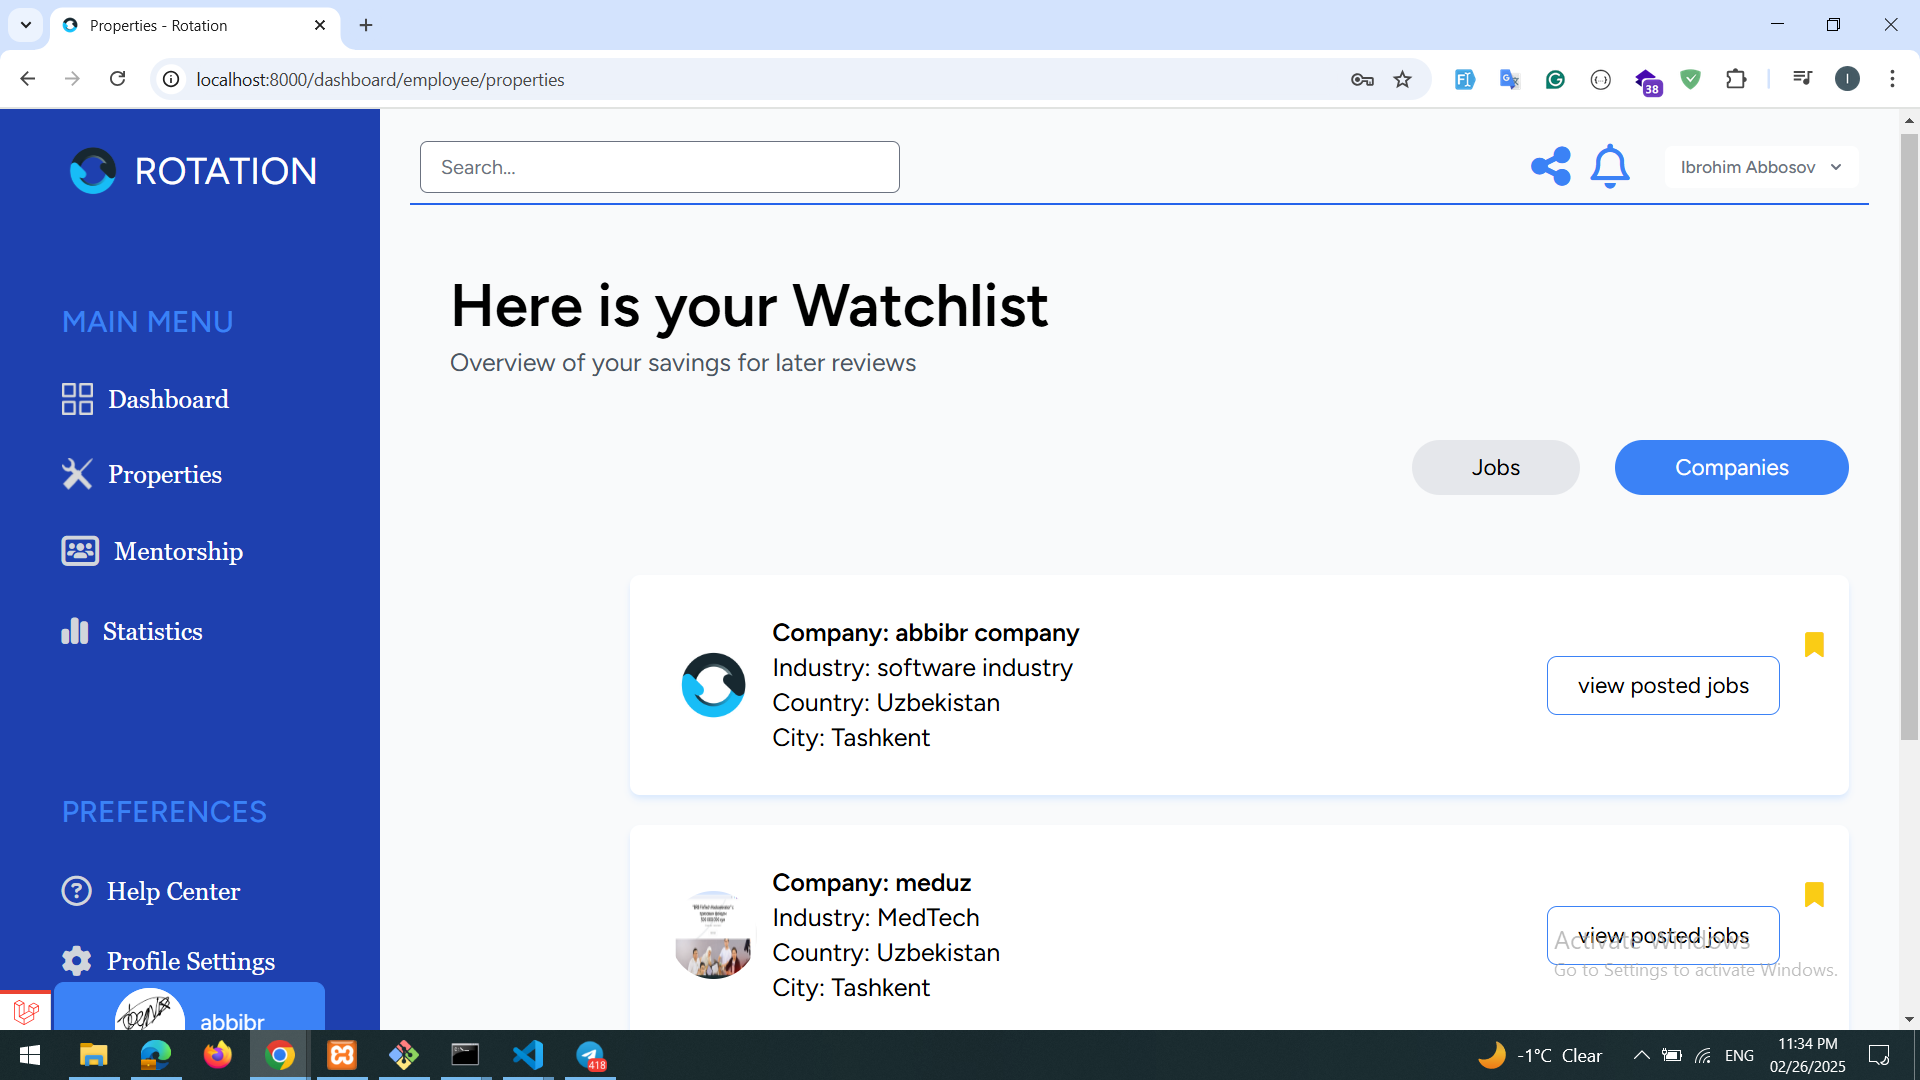 Properties - Rotation
localhost:8000/dashboard/employee/properties
38
I
ROTATION
Search...
Ibrohim Abbosov
MAIN MENU
Dashboard
Properties
Mentorship
Statistics
PREFERENCES
Help Center
Profile Settings
abbibr
Here is your Watchlist
Overview of your savings for later reviews
Jobs
Companies
Company: abbibr company
Industry: software industry
Country: Uzbekistan
City: Tashkent
view posted jobs
Company: meduz
Industry: MedTech
Country: Uzbekistan
City: Tashkent
view posted jobs
Activate Windows
Go to Settings to activate Windows.
418
-1°C Clear
ENG
11:34 PM
02/26/2025